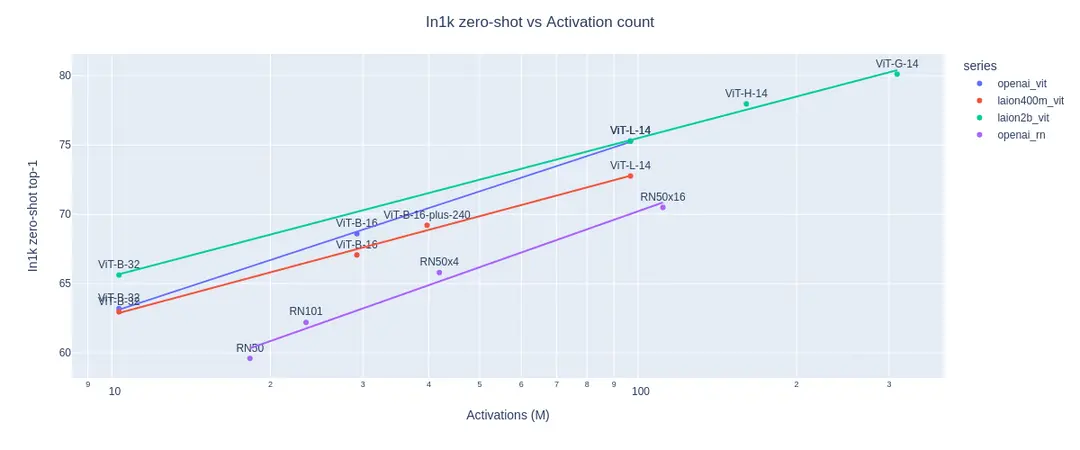 In1k zero-shot vs Activation count
series
openai_vit
laion400m_vit
laion2b_vit
openai_rn
In1k zero-shot top-1
80
75
70
65
60
ViT-G-14
ViT-H-14
ViT-L-14
ViT-L-14
RN50x16
ViT-B-16-plus-240
ViT-B-16
ViT-B-16
RN50x4
ViT-B-32
ViT-B-32
ViT-B-32
RN101
RN50
9
10
2
3
4
5
6
7
8
9
100
2
3
Activations (M)